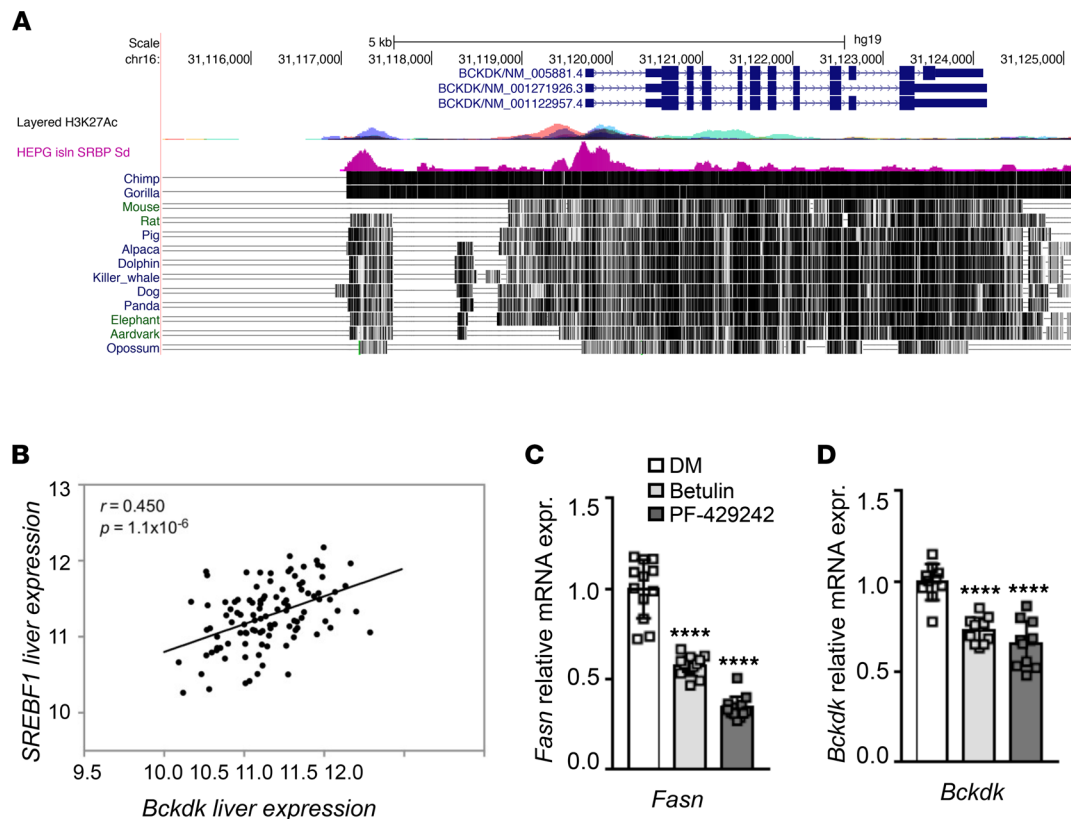 A
Scale
5 kb
hg19
chr16:
31,116,000
31,117,000
31,118,000
31,119,000
31,120,000
31,121,000
31,122,000
31,123,000
31,124,000
31,125,000
BCKDK/NM_005881.4
BCKDK/NM_001271926.3
BCKDK/NM_001122957.4
Layered H3K27Ac
HEPG isln SRBP Sd
Chimp
Gorilla
Mouse
Rat
Pig
Alpaca
Dolphin
Killer_whale
Dog
Panda
Elephant
Aardvark
Opossum
B
13
12
11
10
SREBF1 liver expression
r = 0.450
p = 1.1x10⁻⁶
9.5 10.0 10.5 11.0 11.5 12.0
Bckdk liver expression
C
DM
Betulin
PF-429242
Fasn relative mRNA expr.
1.5
1.0
0.5
0.0
****
****
Fasn
D
Bckdk relative mRNA expr.
1.5
1.0
0.5
0.0
****
****
Bckdk